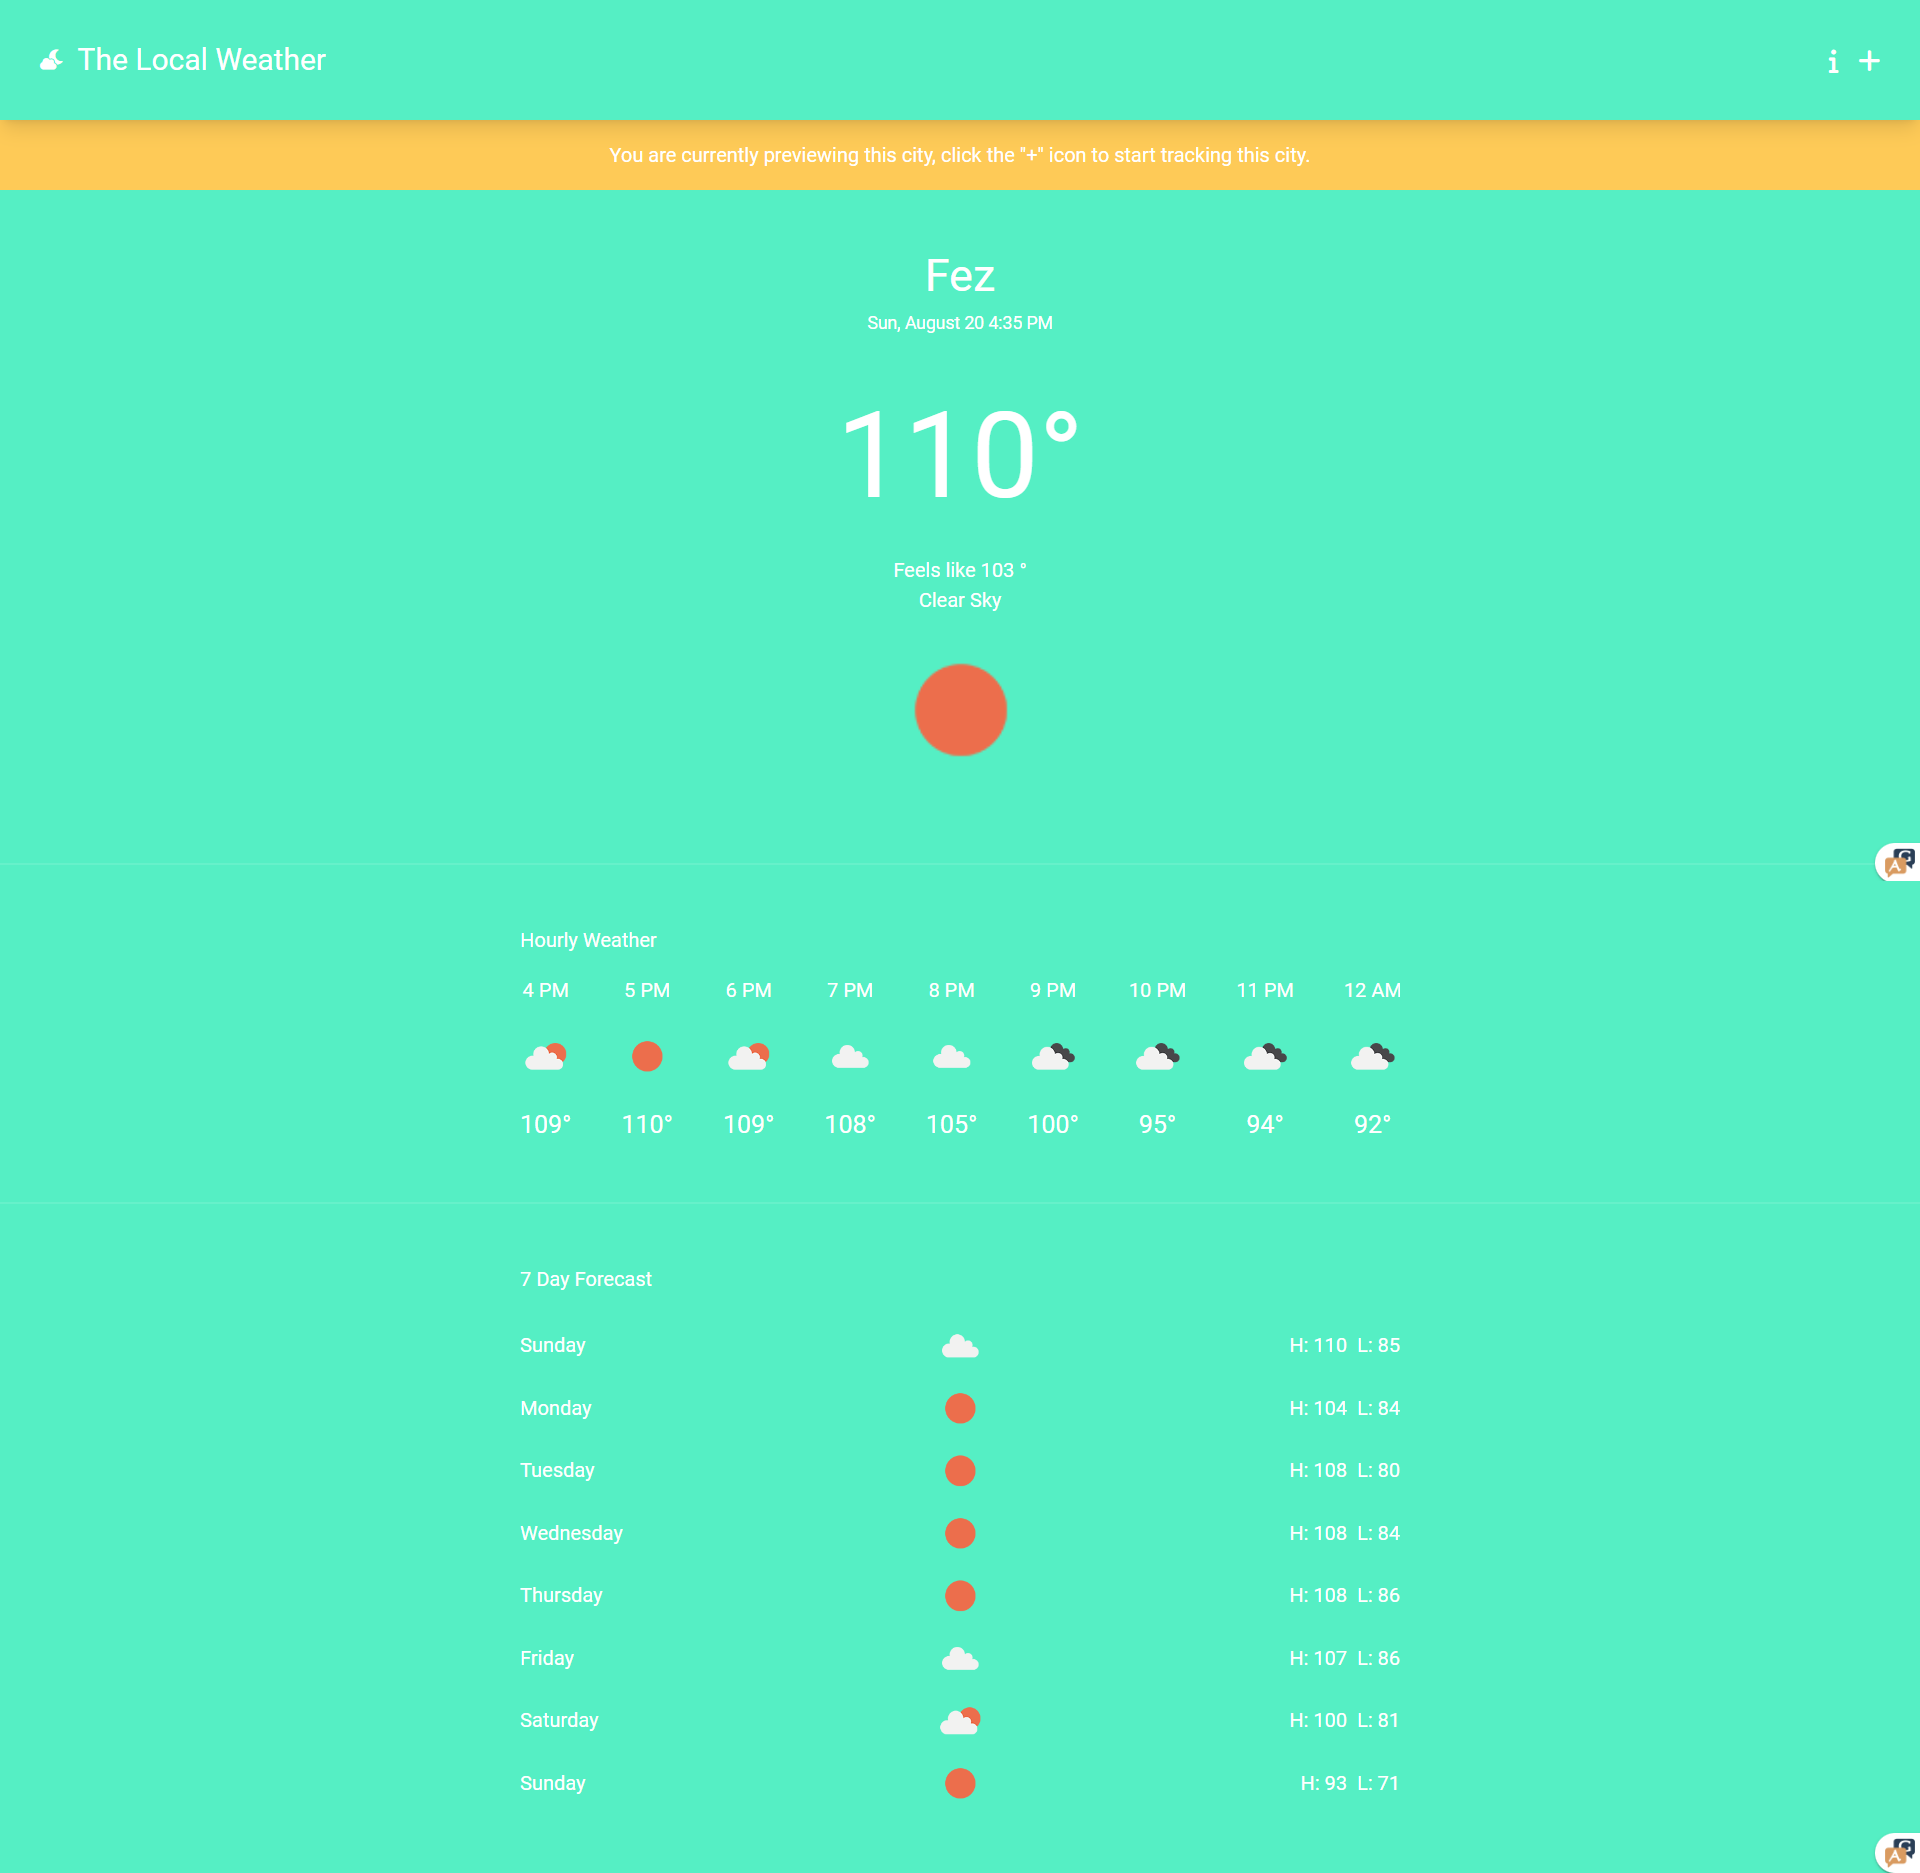 The Local Weather
You are currently previewing this city, click the "+" icon to start tracking this city.
Fez
Sun, August 20 4:35 PM
110°
Feels like 103 °
Clear Sky
Hourly Weather
4 PM 5 PM 6 PM 7 PM 8 PM 9 PM 10 PM 11 PM 12 AM
109° 110° 109° 108° 105° 100° 95° 94° 92°
7 Day Forecast
Sunday H: 110 L: 85
Monday H: 104 L: 84
Tuesday H: 108 L: 80
Wednesday H: 108 L: 84
Thursday H: 108 L: 86
Friday H: 107 L: 86
Saturday H: 100 L: 81
Sunday H: 93 L: 71